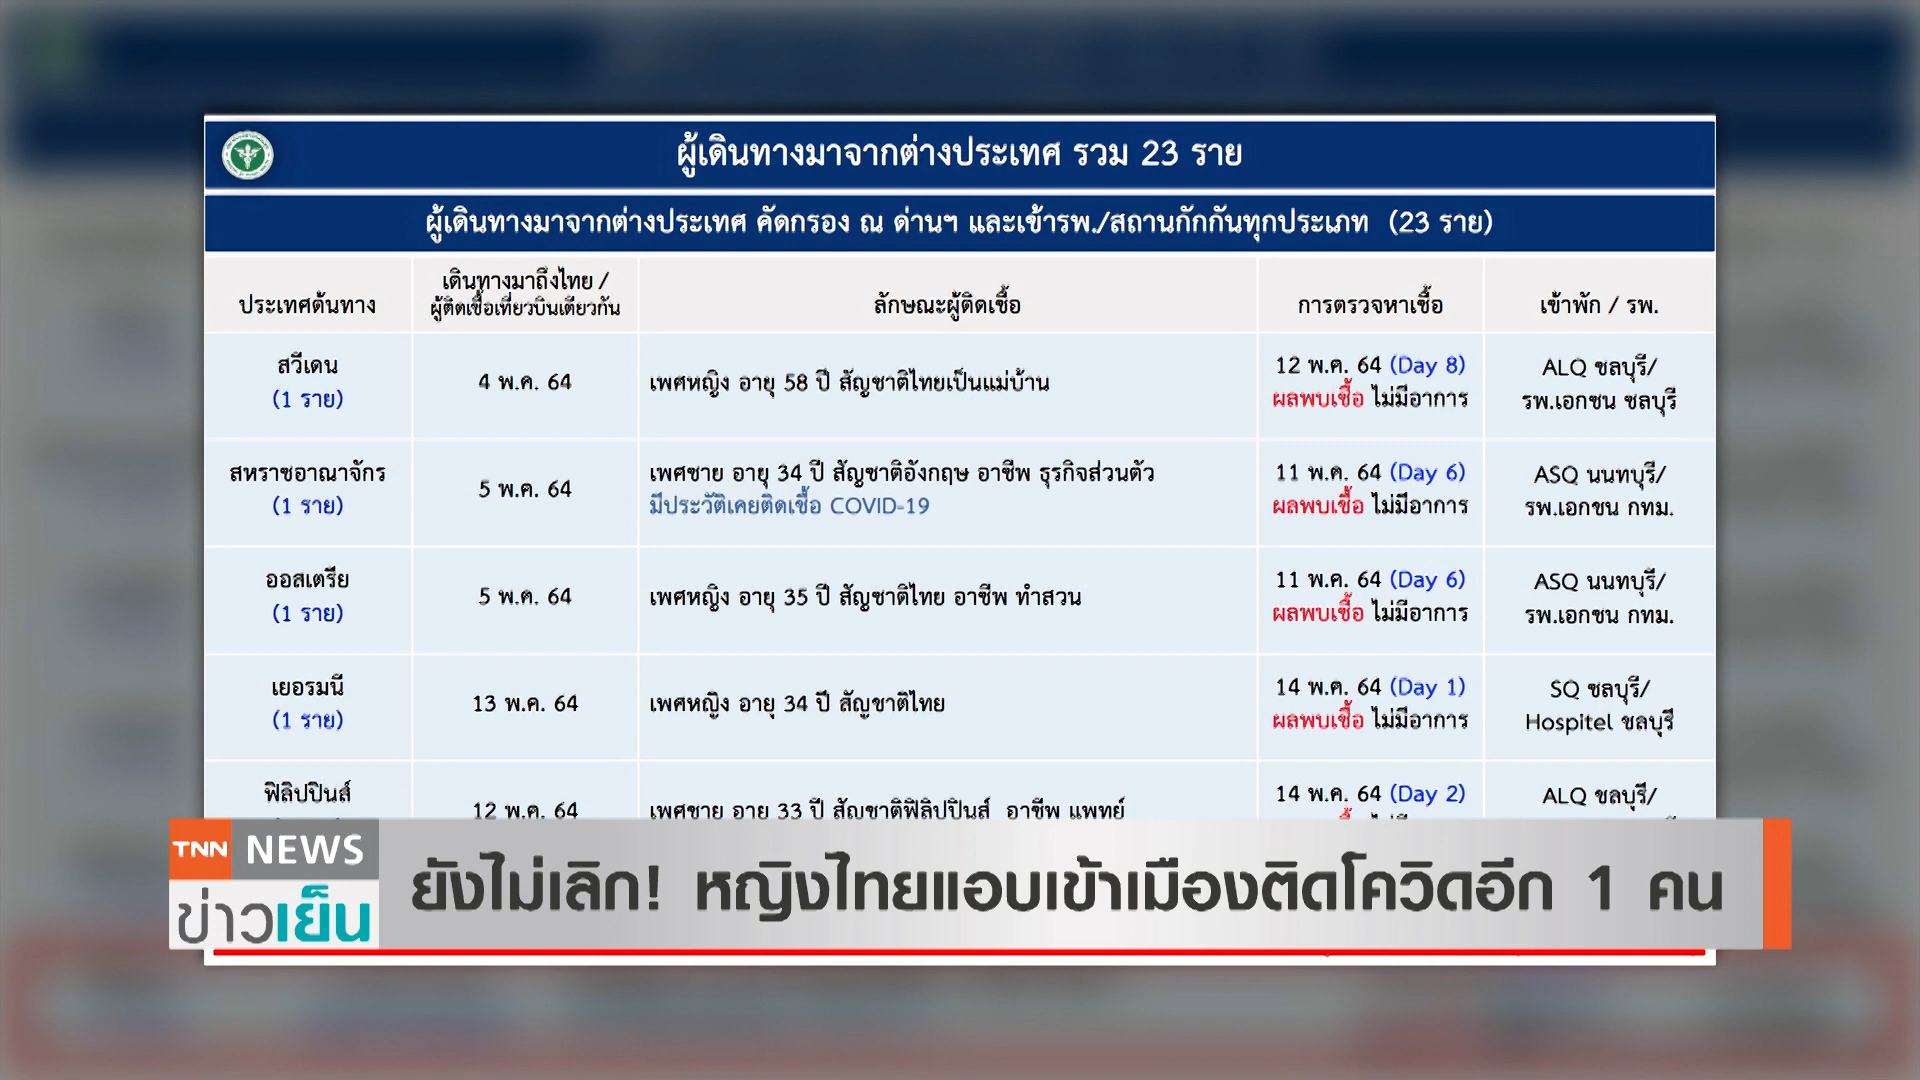 ผู้เดินทางมาจากต่างประเทศ รวม 23 ราย
ผู้เดินทางมาจากต่างประเทศ คัดกรอง ณ ด่านฯ และเข้ารพ./สถานกักกันทุกประเภท (23 ราย)
ประเทศต้นทาง
เดินทางมาถึงไทย /
ผู้ติดเชื้อเที่ยวบินเดียวกัน
ลักษณะผู้ติดเชื้อ
การตรวจหาเชื้อ
เข้าพัก / รพ.
สวีเดน
(1 ราย)
4 พ.ค. 64
เพศหญิง อายุ 58 ปี สัญชาติไทยเป็นแม่บ้าน
12 พ.ค. 64 (Day 8)
ผลพบเชื้อ ไม่มีอาการ
ALQ ชลบุรี/
รพ.เอกชน ชลบุรี
สหราชอาณาจักร
(1 ราย)
5 พ.ค. 64
เพศชาย อายุ 34 ปี สัญชาติอังกฤษ อาชีพ ธุรกิจส่วนตัว
มีประวัติเคยติดเชื้อ COVID-19
11 พ.ค. 64 (Day 6)
ผลพบเชื้อ ไม่มีอาการ
ASQ นนทบุรี/
รพ.เอกชน กทม.
ออสเตรีย
(1 ราย)
5 พ.ค. 64
เพศหญิง อายุ 35 ปี สัญชาติไทย อาชีพ ทำสวน
11 พ.ค. 64 (Day 6)
ผลพบเชื้อ ไม่มีอาการ
ASQ นนทบุรี/
รพ.เอกชน กทม.
เยอรมนี
(1 ราย)
13 พ.ค. 64
เพศหญิง อายุ 34 ปี สัญชาติไทย
14 พ.ค. 64 (Day 1)
ผลพบเชื้อ ไม่มีอาการ
SQ ชลบุรี/
Hospitel ชลบุรี
ฟิลิปปินส์
12 พ.ค. 64
เพศชาย อายุ 33 ปี สัญชาติฟิลิปปินส์ อาชีพ แพทย์
14 พ.ค. 64 (Day 2)
ALQ ชลบุรี/
TNN NEWS
ข่าวเย็น
ยังไม่เลิก! หญิงไทยแอบเข้าเมืองติดโควิดอีก 1 คน